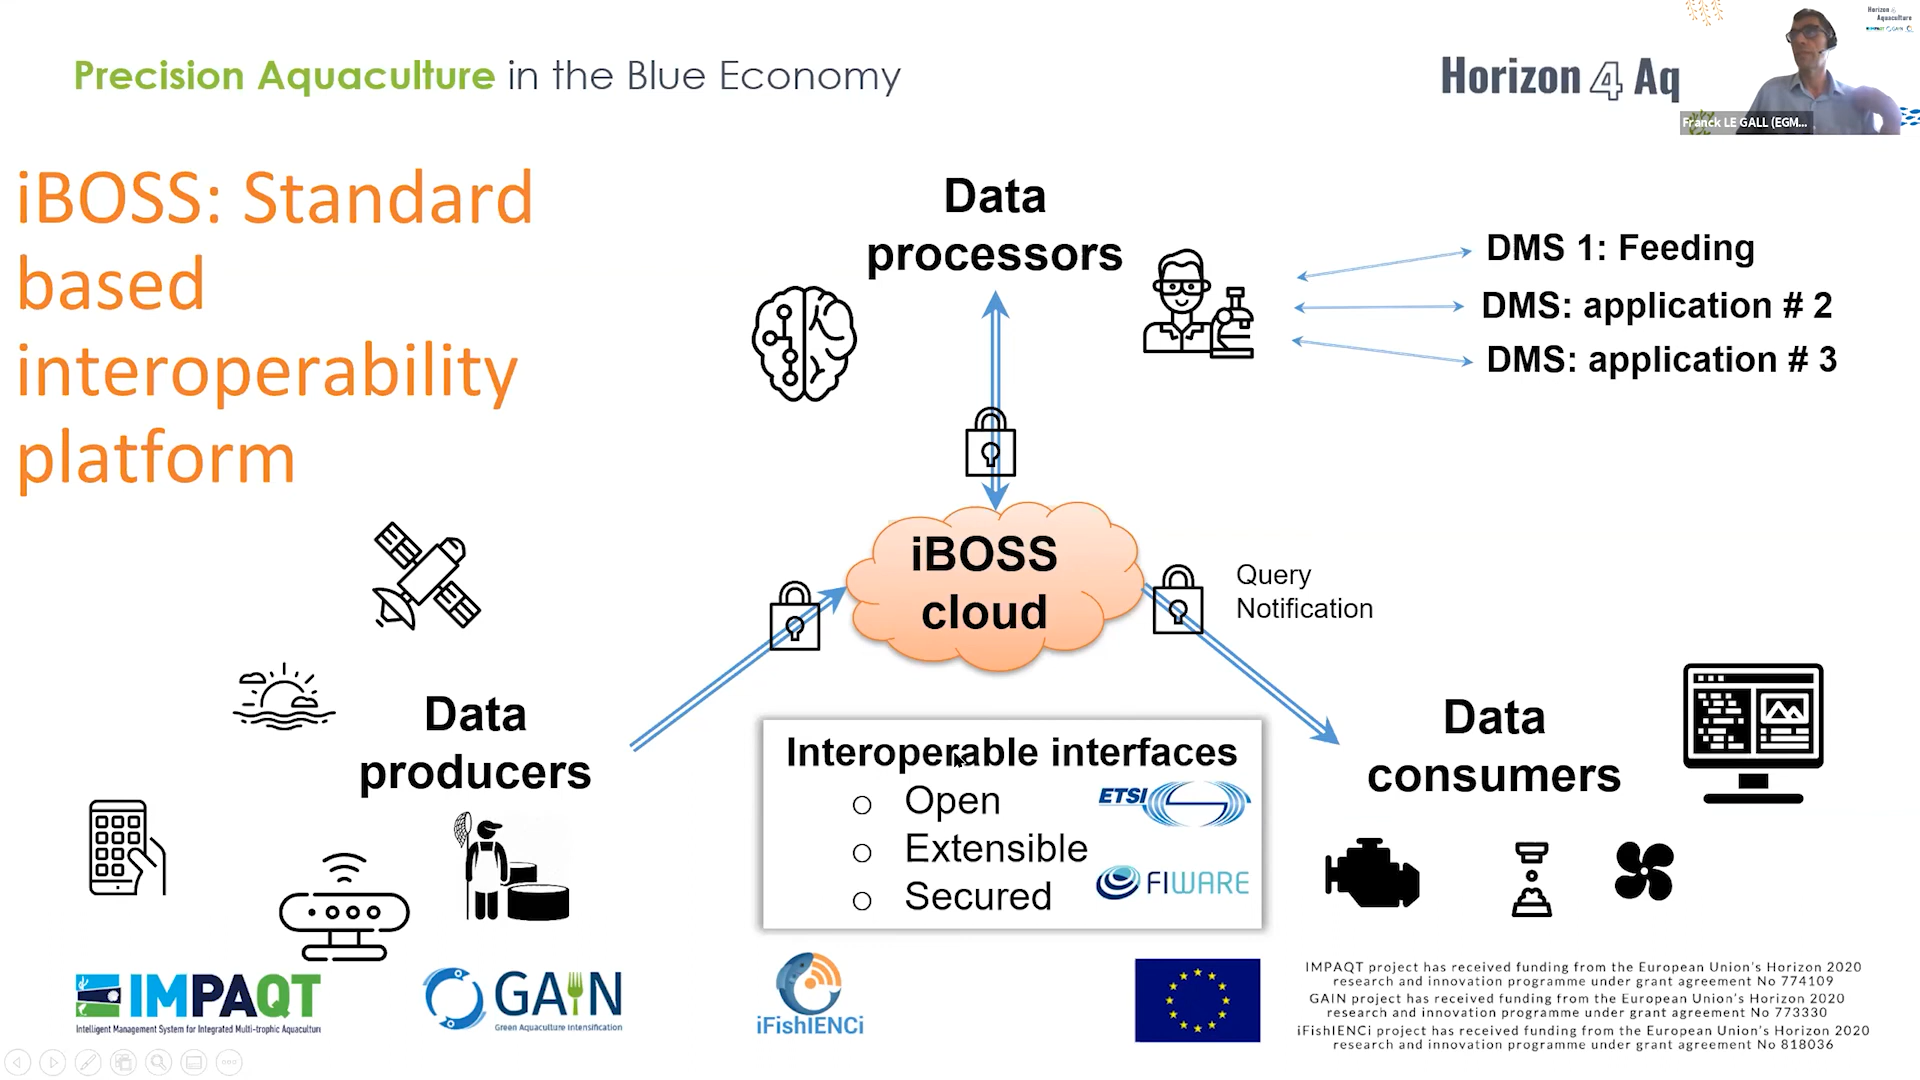 Precision Aquaculture in the Blue Economy
Horizon 4 Aq
Horizon 4
Aquaculture
Franck LE GALL (EGM...
iBOSS: Standard
based
interoperability
platform
Data
processors
DMS 1: Feeding
DMS: application # 2
DMS: application # 3
iBOSS
cloud
Query
Notification
Data
producers
Data
consumers
Interoperable interfaces
o Open
o Extensible
o Secured
ETSI
FIWARE
IMPAQT
Intelligent Management System for Integrated Multi-trophic Aquacultur
GAIN
Green Aquaculture Intensification
iFishIENCi
IMPAQT project has received funding from the European Union's Horizon 2020
research and innovation programme under grant agreement No 774109
GAIN project has received funding from the European Union's Horizon 2020
research and innovation programme under grant agreement No 773330
iFishIENCi project has received funding from the European Union's Horizon 2020
research and innovation programme under grant agreement No 818036